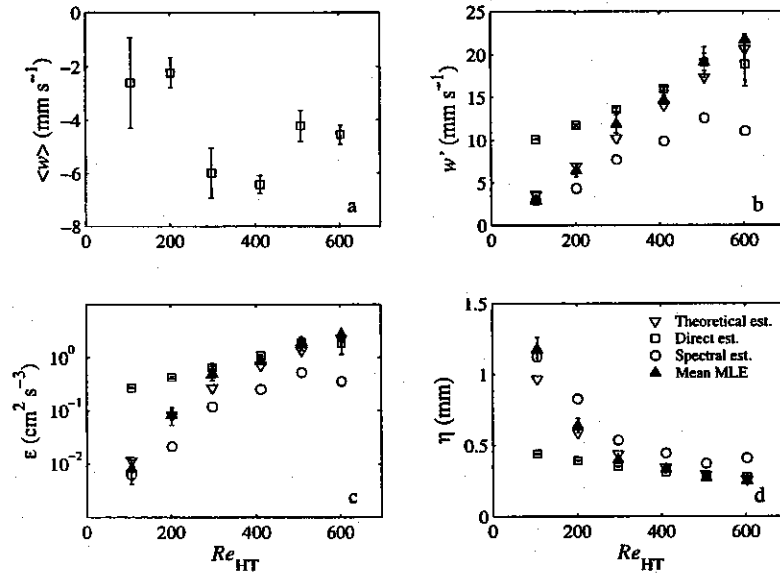 0
−2
−4
−6
−8
<w> (mm s⁻¹)
0 200 400 600
a
25
20
15
10
5
0
w' (mm s⁻¹)
0 200 400 600
b
10⁰
10⁻¹
10⁻²
ε (cm² s⁻³)
0 200 400 600
Re_HT
c
1.5
1
0.5
0
η (mm)
Theoretical est.
Direct est.
Spectral est.
Mean MLE
0 200 400 600
Re_HT
d